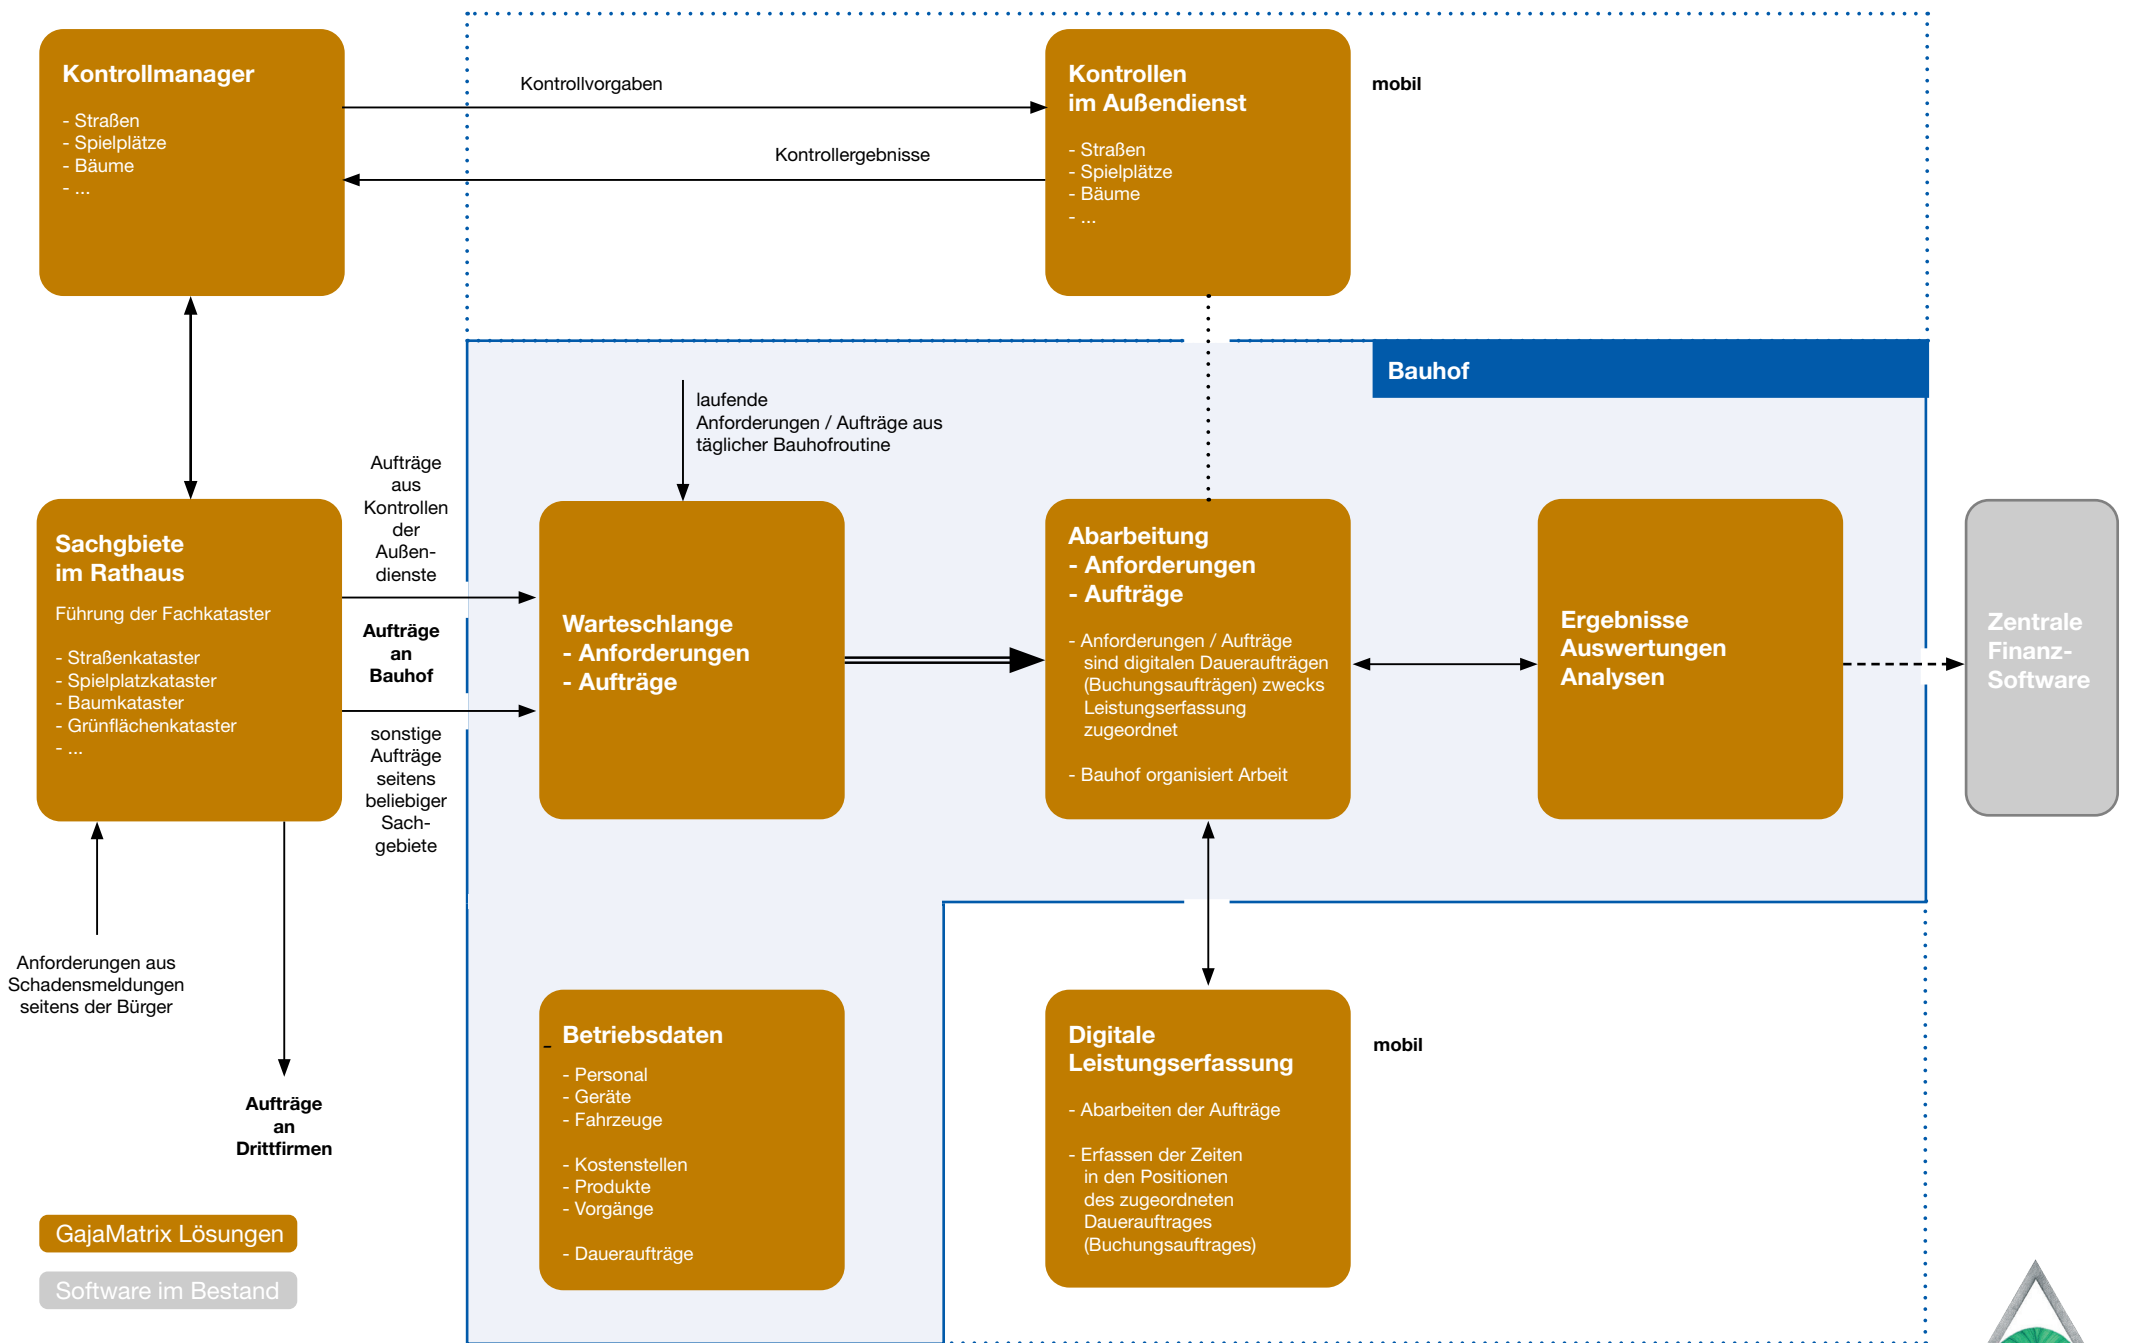 Kontrollmanager
- Straßen
- Spielplätze
- Bäume
- ...
Kontrollvorgaben
Kontrollergebnisse
Kontrollen
im Außendienst
- Straßen
- Spielplätze
- Bäume
- ...
mobil
Bauhof
laufende
Anforderungen / Aufträge aus
täglicher Bauhofroutine
Sachgbiete
im Rathaus
Führung der Fachkataster
- Straßenkataster
- Spielplatzkataster
- Baumkataster
- Grünflächenkataster
- ...
Aufträge
aus
Kontrollen
der
Außen-
dienste
Aufträge
an
Bauhof
sonstige
Aufträge
seitens
beliebiger
Sach-
gebiete
Warteschlange
- Anforderungen
- Aufträge
Abarbeitung
- Anforderungen
- Aufträge
- Anforderungen / Aufträge
sind digitalen Daueraufträgen
(Buchungsaufträgen) zwecks
Leistungserfassung
zugeordnet
- Bauhof organisiert Arbeit
Ergebnisse
Auswertungen
Analysen
Zentrale
Finanz-
Software
Anforderungen aus
Schadensmeldungen
seitens der Bürger
Aufträge
an
Drittfirmen
Betriebsdaten
- Personal
- Geräte
- Fahrzeuge
- Kostenstellen
- Produkte
- Vorgänge
- Daueraufträge
Digitale
Leistungserfassung
- Abarbeiten der Aufträge
- Erfassen der Zeiten
in den Positionen
des zugeordneten
Dauerauftrages
(Buchungsauftrages)
mobil
GajaMatrix Lösungen
Software im Bestand